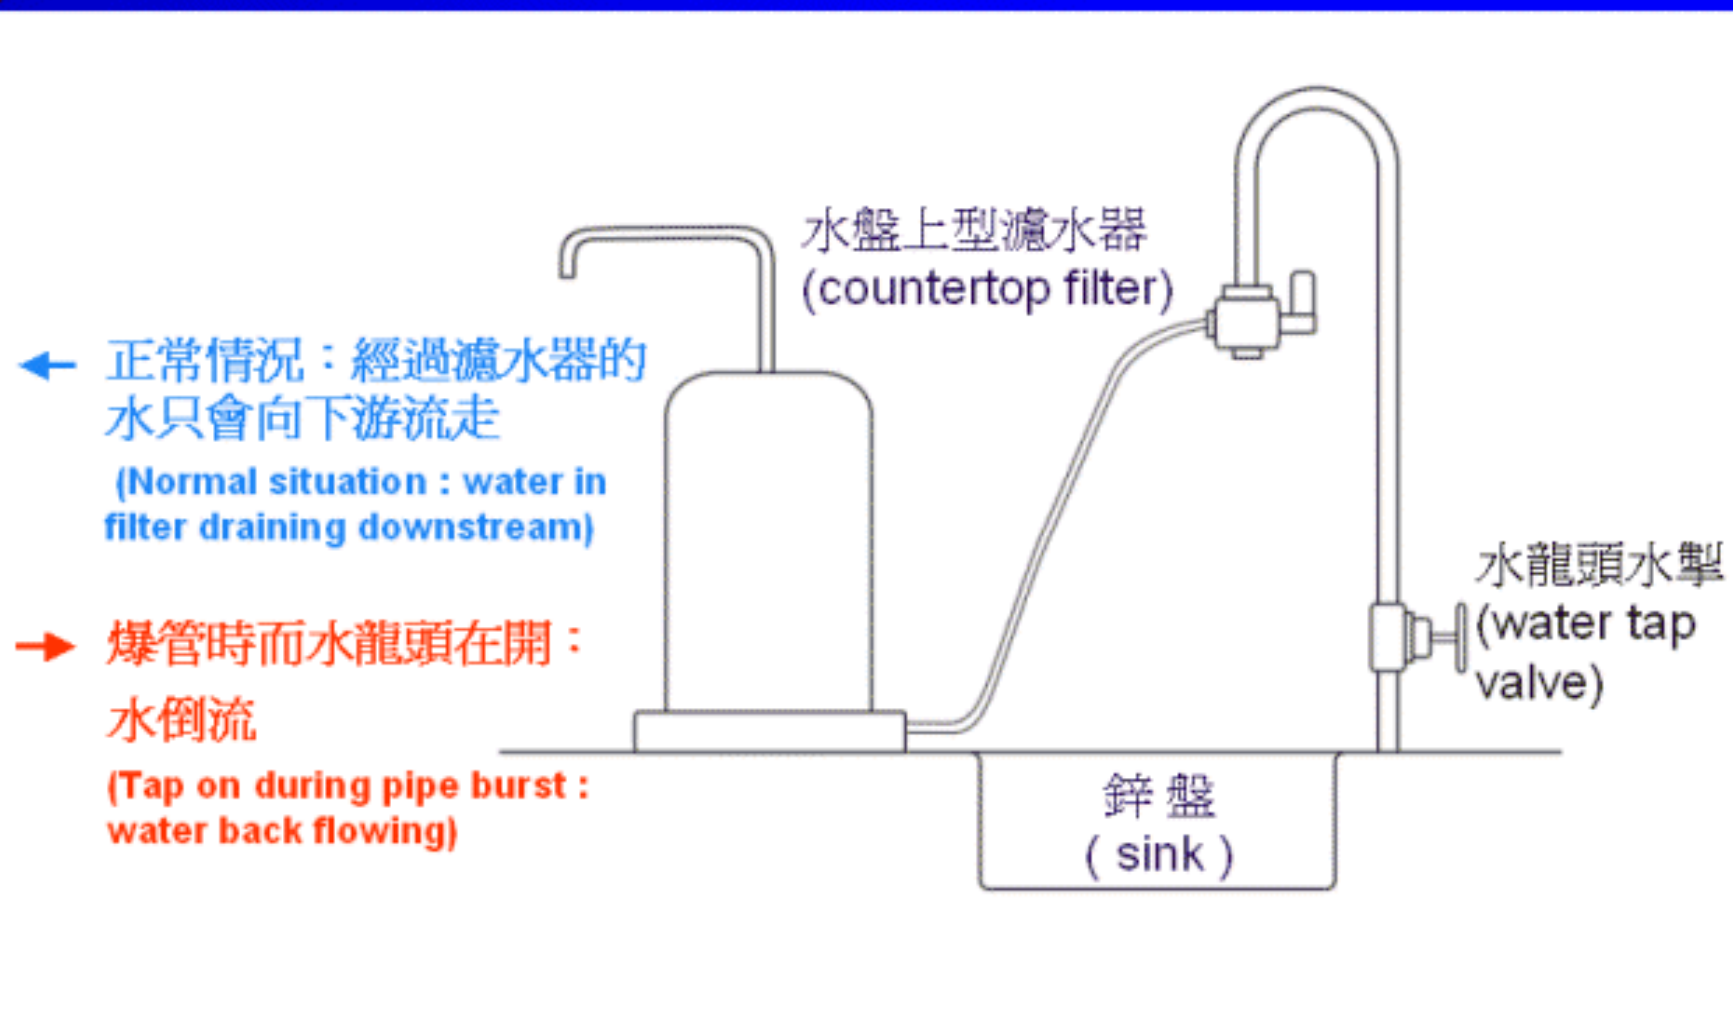 水盤上型濾水器
(countertop filter)
正常情況：經過濾水器的
水只會向下游流走
(Normal situation : water in
filter draining downstream)
水龍頭水掣
(water tap
valve)
爆管時而水龍頭在開：
水倒流
(Tap on during pipe burst :
water back flowing)
鋅盤
( sink )